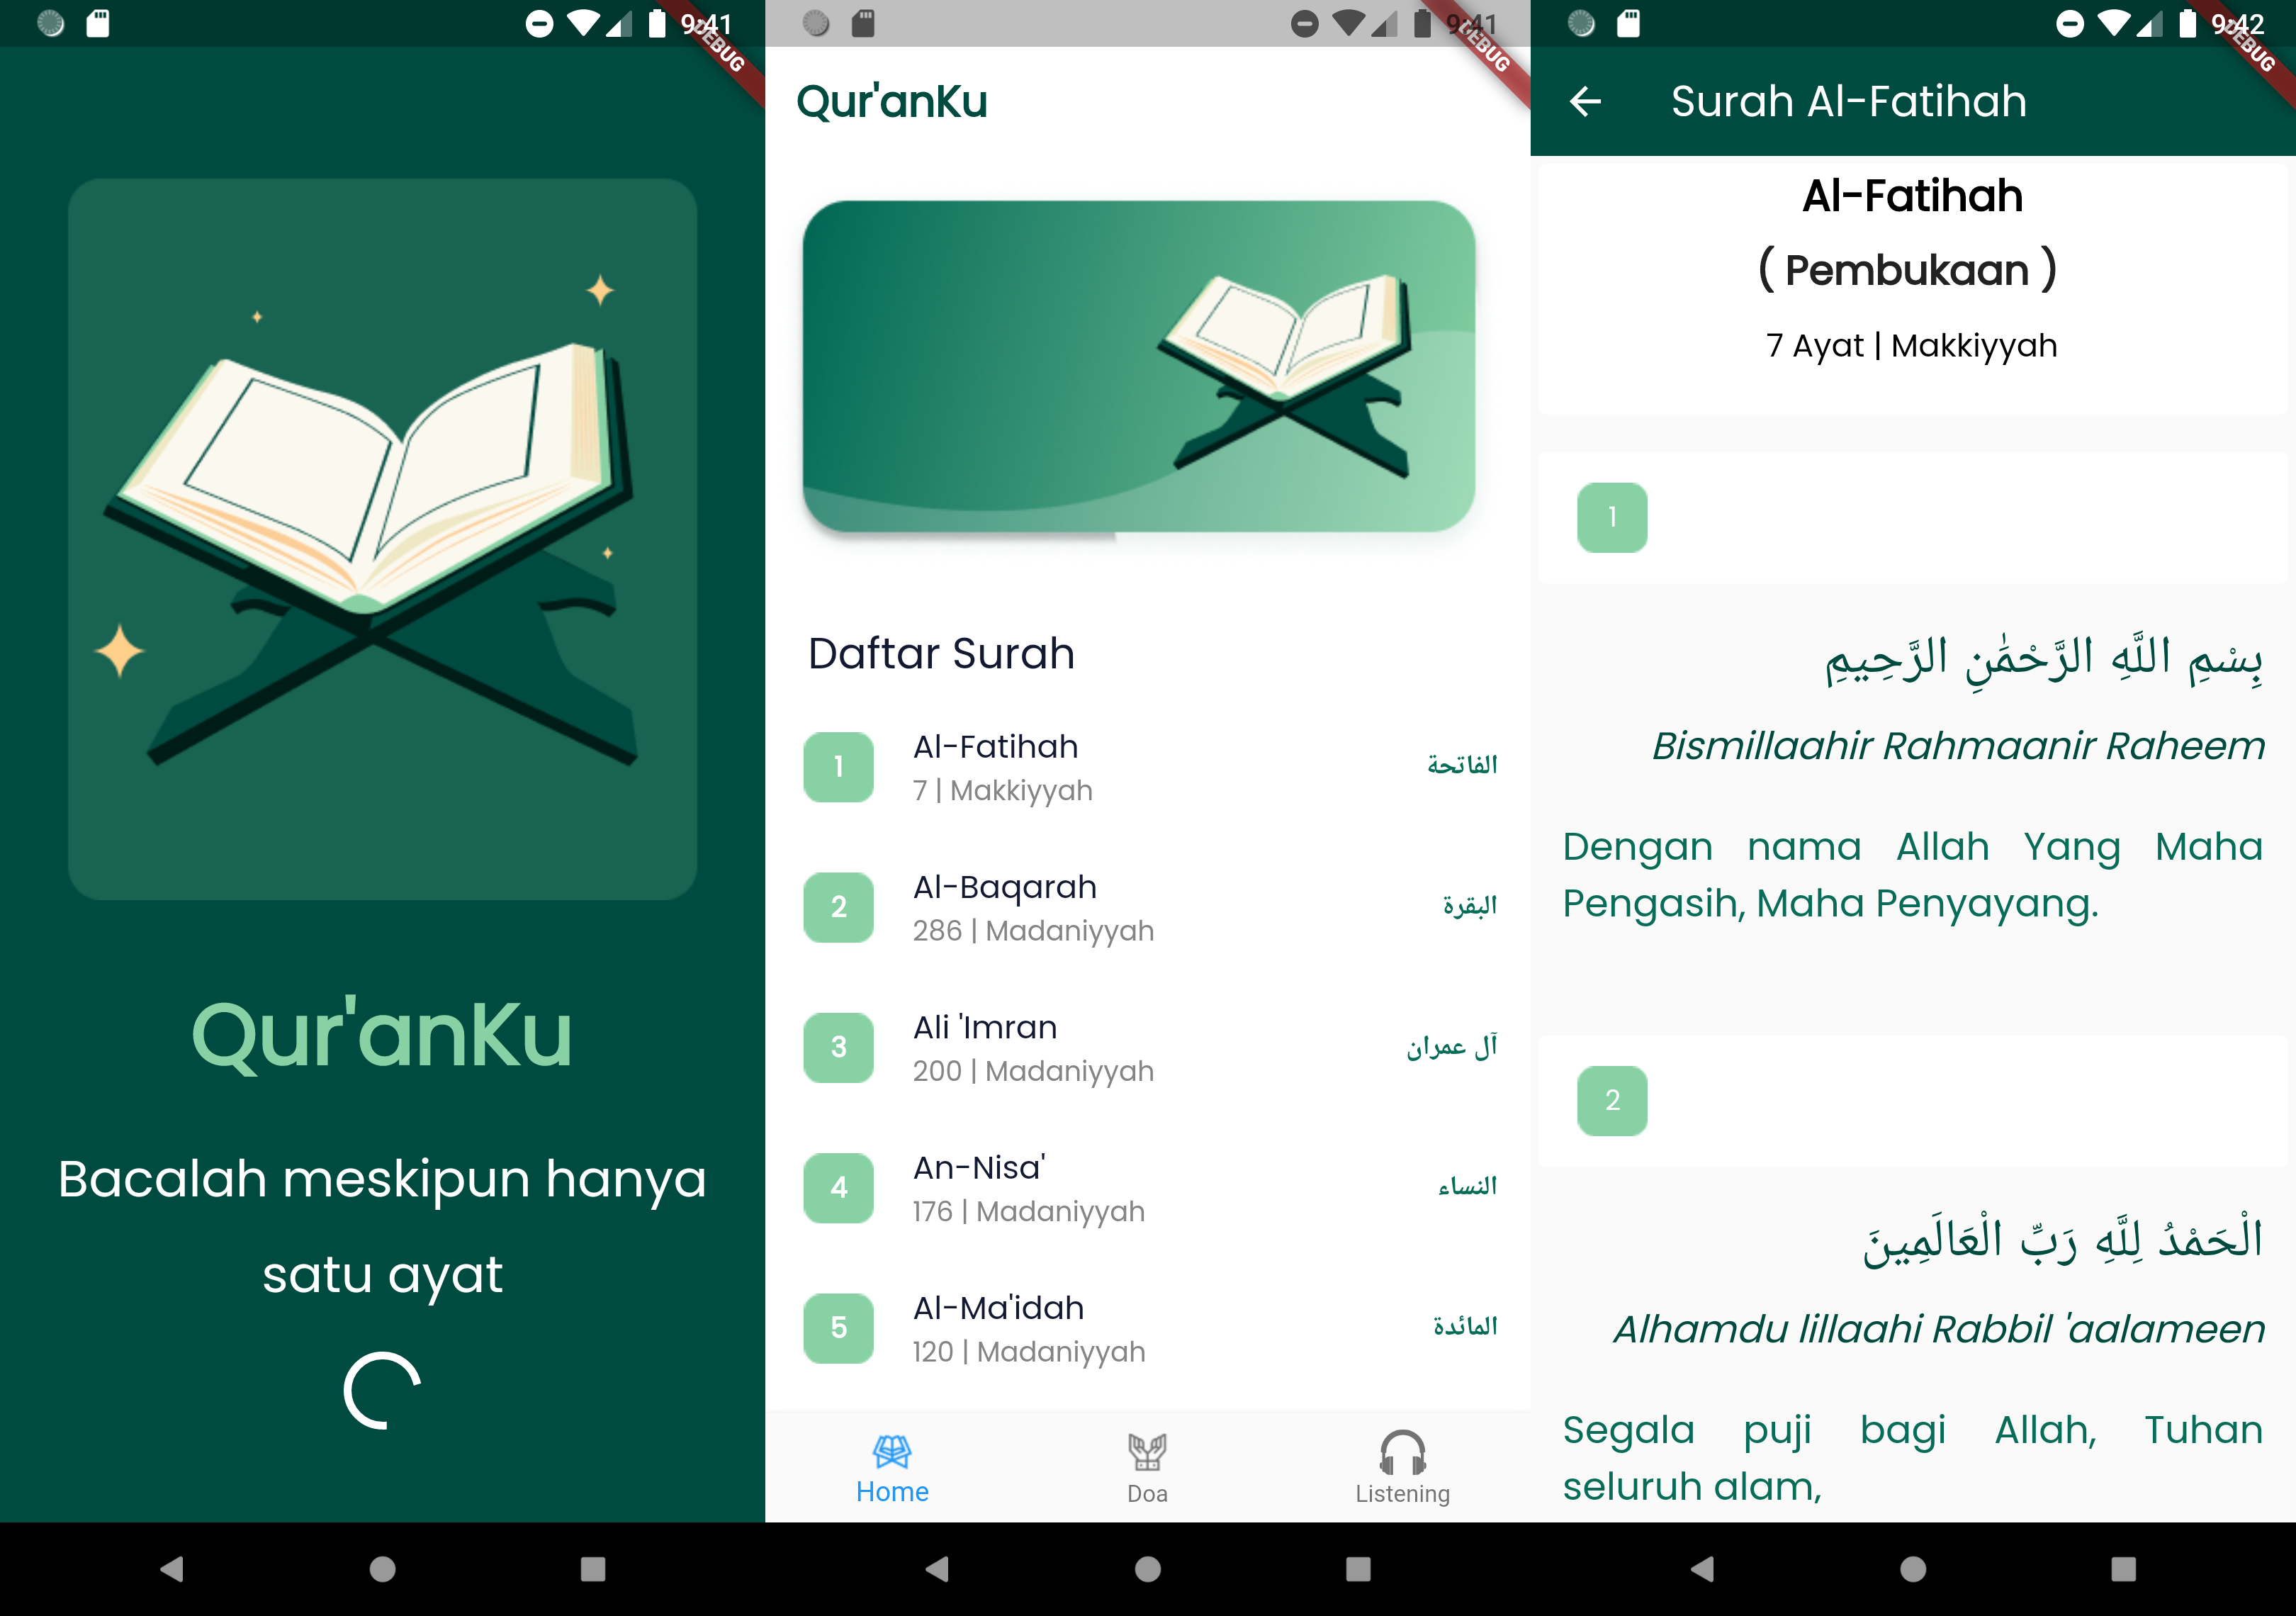 9:41
DEBUG
Qur'anKu
Bacalah meskipun hanya
satu ayat
9:41
DEBUG
Qur'anKu
Daftar Surah
1
Al-Fatihah
7 | Makkiyyah
الفاتحة
2
Al-Baqarah
286 | Madaniyyah
البقرة
3
Ali 'Imran
200 | Madaniyyah
آل عمران
4
An-Nisa'
176 | Madaniyyah
النساء
5
Al-Ma'idah
120 | Madaniyyah
المائدة
Home
Doa
Listening
9:42
DEBUG
Surah Al-Fatihah
Al-Fatihah
( Pembukaan )
7 Ayat | Makkiyyah
1
بِسْمِ اللَّهِ الرَّحْمَٰنِ الرَّحِيمِ
Bismillaahir Rahmaanir Raheem
Dengan nama Allah Yang Maha
Pengasih, Maha Penyayang.
2
الْحَمْدُ لِلَّهِ رَبِّ الْعَالَمِينَ
Alhamdu lillaahi Rabbil 'aalameen
Segala puji bagi Allah, Tuhan
seluruh alam,